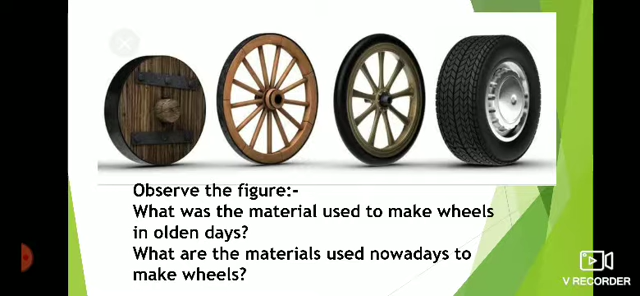 Observe the figure:-
What was the material used to make wheels
in olden days?
What are the materials used nowadays to
make wheels?
V RECORDER